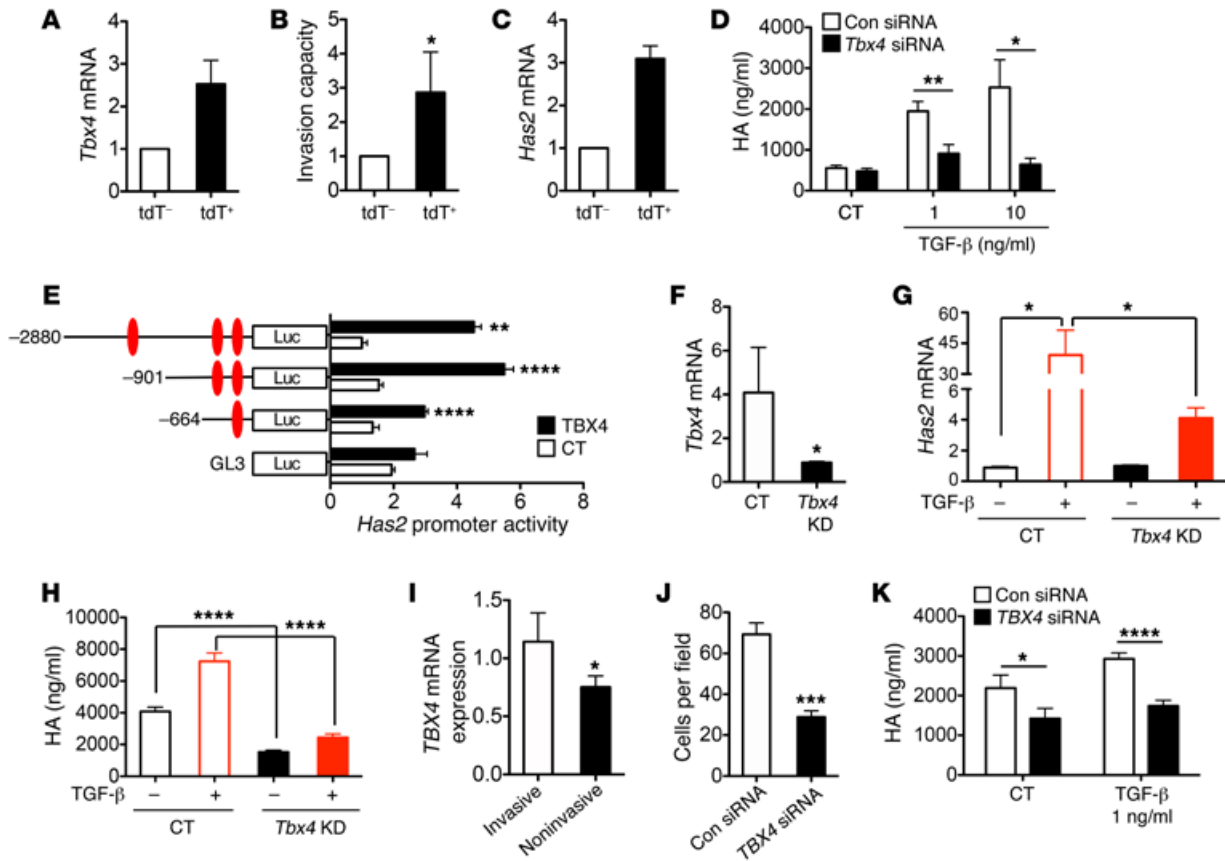 A
Tbx4 mRNA
4
3
2
1
0
tdT⁻
tdT⁺
B
Invasion capacity
5
4
3
2
1
0
*
tdT⁻
tdT⁺
C
Has2 mRNA
4
3
2
1
0
tdT⁻
tdT⁺
D
Con siRNA
Tbx4 siRNA
HA (ng/ml)
4000
3000
2000
1000
0
**
*
CT
1
10
TGF-β (ng/ml)
E
−2880
Luc
**
−901
Luc
****
−664
Luc
****
GL3
Luc
TBX4
CT
0
2
4
6
8
Has2 promoter activity
F
Tbx4 mRNA
8
6
4
2
0
*
CT
Tbx4
KD
G
Has2 mRNA
45
30
15
6
4
2
0
*
*
TGF-β
−
+
−
+
CT
Tbx4 KD
H
HA (ng/ml)
10000
8000
6000
4000
2000
0
****
****
TGF-β
−
+
−
+
CT
Tbx4 KD
I
TBX4 mRNA
expression
1.5
1.0
0.5
0.0
*
Invasive
Noninvasive
J
Cells per field
80
60
40
20
0
***
Con siRNA
TBX4 siRNA
K
Con siRNA
TBX4 siRNA
HA (ng/ml)
4000
3000
2000
1000
0
*
****
CT
TGF-β
1 ng/ml